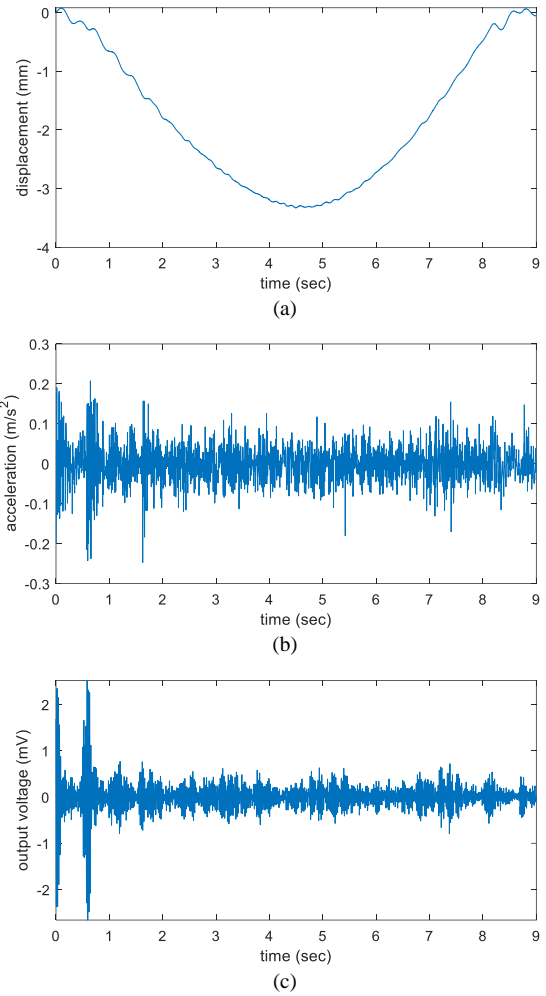 0
-1
-2
-3
-4
displacement (mm)
0 1 2 3 4 5 6 7 8 9
time (sec)
(a)
0.3
0.2
0.1
0
-0.1
-0.2
-0.3
acceleration (m/s²)
0 1 2 3 4 5 6 7 8 9
time (sec)
(b)
2
1
0
-1
-2
output voltage (mV)
0 1 2 3 4 5 6 7 8 9
time (sec)
(c)